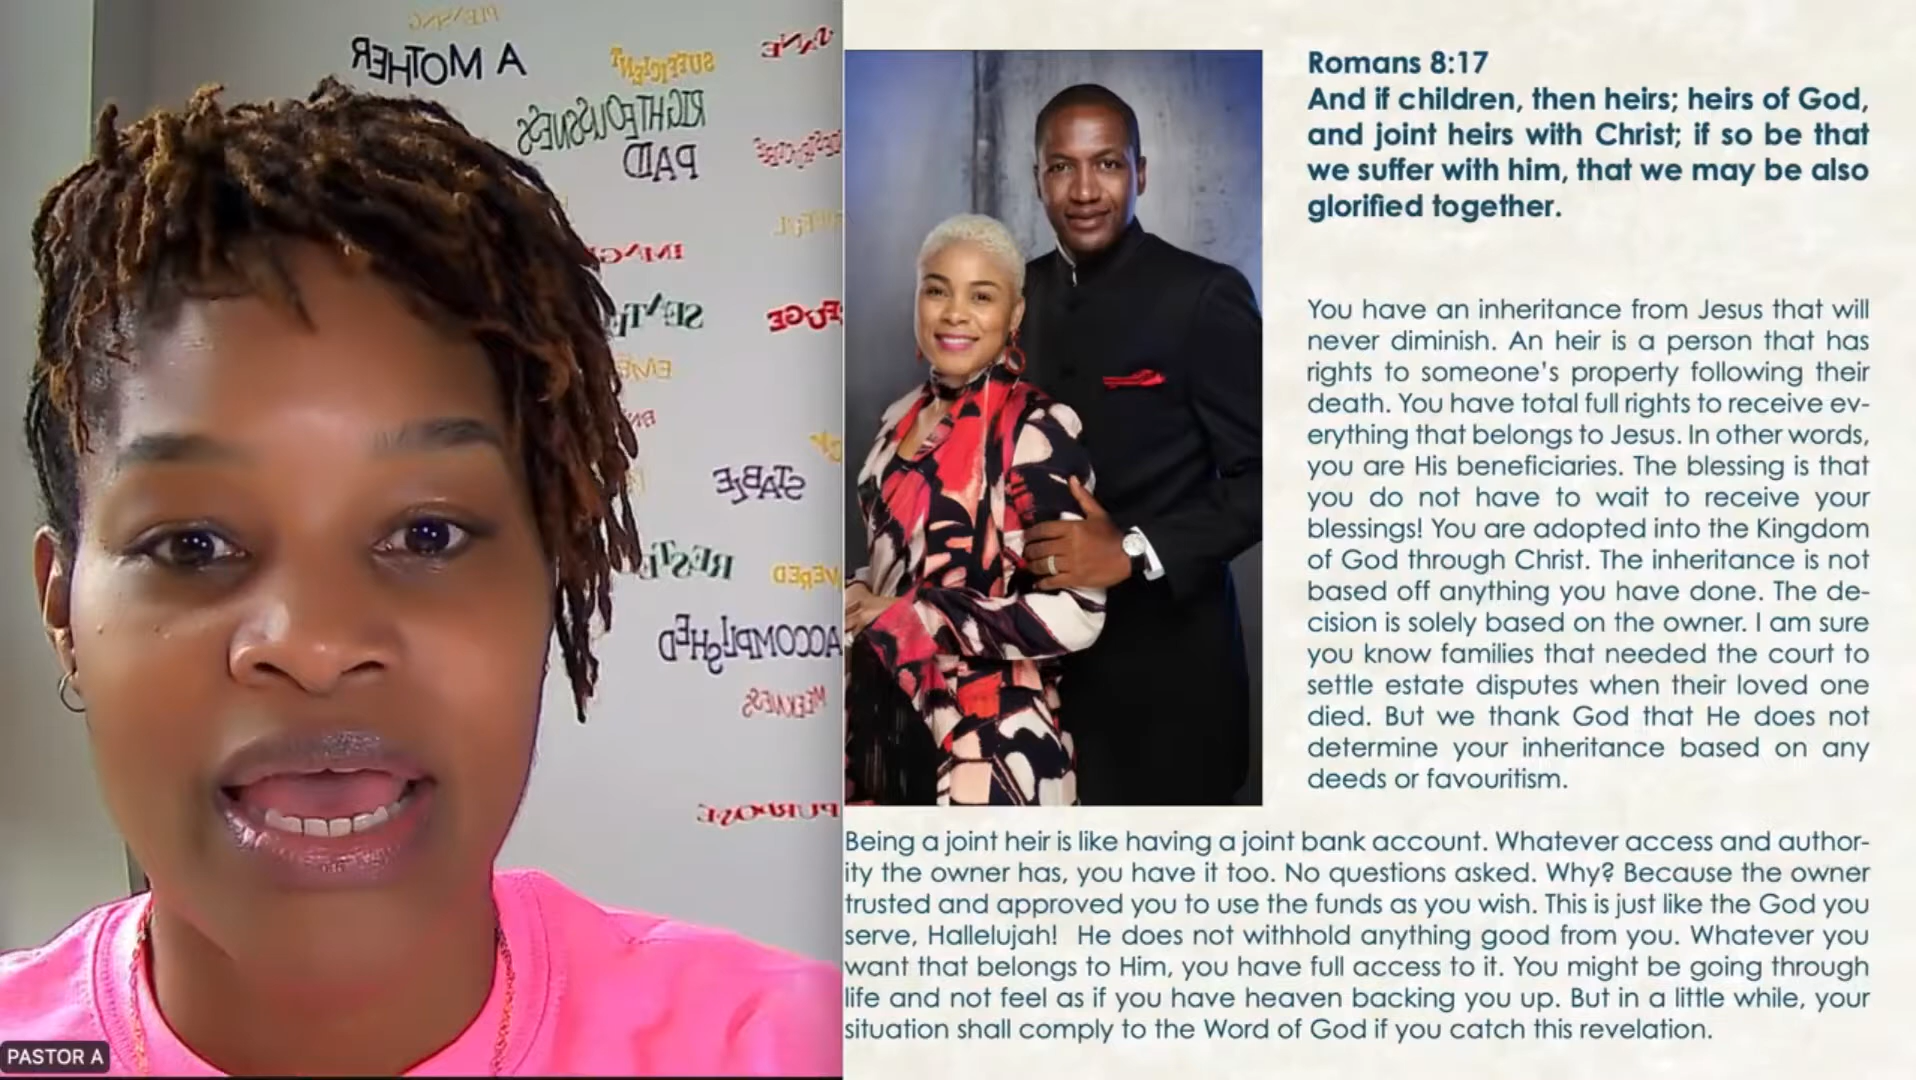 PLEASING
A MOTHER
SUFFICIENT
SANE
RIGHTEOUSNESS
PAID
STABLE
ACCOMPLISHED
MEEKNESS
PURPOSE
PASTOR A
Romans 8:17
And if children, then heirs; heirs of God,
and joint heirs with Christ; if so be that
we suffer with him, that we may be also
glorified together.
You have an inheritance from Jesus that will
never diminish. An heir is a person that has
rights to someone’s property following their
death. You have total full rights to receive ev-
erything that belongs to Jesus. In other words,
you are His beneficiaries. The blessing is that
you do not have to wait to receive your
blessings! You are adopted into the Kingdom
of God through Christ. The inheritance is not
based off anything you have done. The de-
cision is solely based on the owner. I am sure
you know families that needed the court to
settle estate disputes when their loved one
died. But we thank God that He does not
determine your inheritance based on any
deeds or favouritism.
Being a joint heir is like having a joint bank account. Whatever access and author-
ity the owner has, you have it too. No questions asked. Why? Because the owner
trusted and approved you to use the funds as you wish. This is just like the God you
serve, Hallelujah!  He does not withhold anything good from you. Whatever you
want that belongs to Him, you have full access to it. You might be going through
life and not feel as if you have heaven backing you up. But in a little while, your
situation shall comply to the Word of God if you catch this revelation.